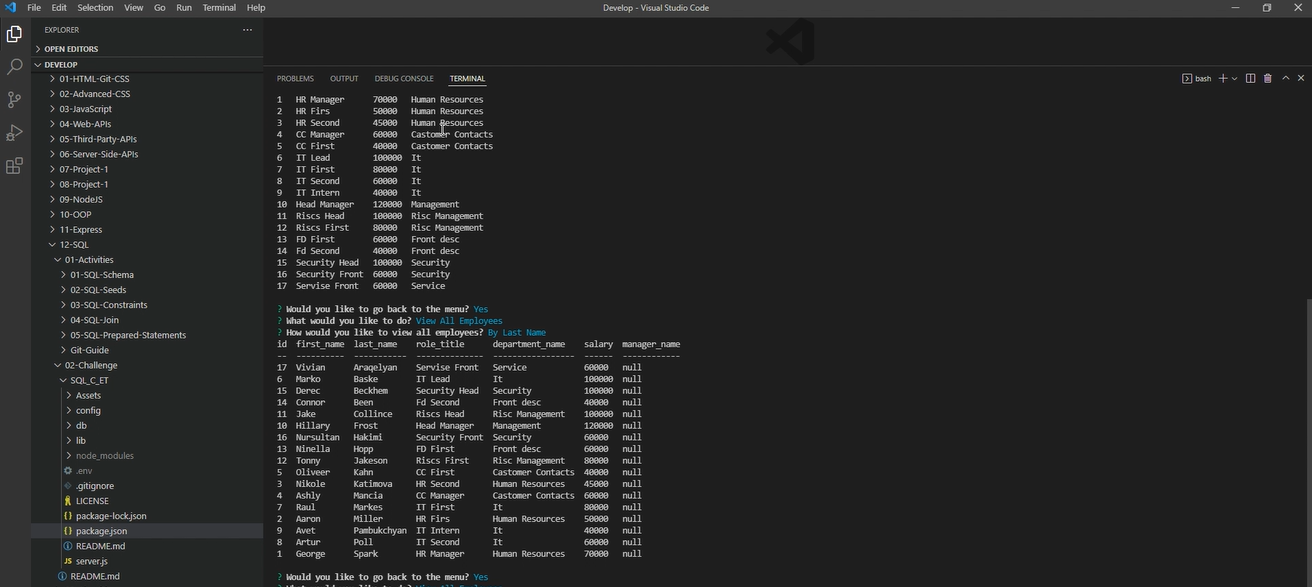 File Edit Selection View Go Run Terminal Help Develop - Visual Studio Code
EXPLORER ...
OPEN EDITORS
DEVELOP
01-HTML-Git-CSS
02-Advanced-CSS
03-JavaScript
04-Web-APIs
05-Third-Party-APIs
06-Server-Side-APIs
07-Project-1
08-Project-1
09-NodeJS
10-OOP
11-Express
12-SQL
01-Activities
01-SQL-Schema
02-SQL-Seeds
03-SQL-Constraints
04-SQL-Join
05-SQL-Prepared-Statements
Git-Guide
02-Challenge
SQL_C_ET
Assets
config
db
lib
node_modules
.env
.gitignore
LICENSE
{} package-lock.json
{} package.json
README.md
JS server.js
README.md
PROBLEMS OUTPUT DEBUG CONSOLE TERMINAL bash
1 HR Manager 70000 Human Resources
2 HR Firs 50000 Human Resources
3 HR Second 45000 Human Resources
4 CC Manager 60000 Castomer Contacts
5 CC First 40000 Castomer Contacts
6 IT Lead 100000 It
7 IT First 80000 It
8 IT Second 60000 It
9 IT Intern 40000 It
10 Head Manager 120000 Management
11 Riscs Head 100000 Risc Management
12 Riscs First 80000 Risc Management
13 FD First 60000 Front desc
14 Fd Second 40000 Front desc
15 Security Head 100000 Security
16 Security Front 60000 Security
17 Servise Front 60000 Service
? Would you like to go back to the menu? Yes
? What would you like to do? View All Employees
? How would you like to view all employees? By Last Name
id first_name last_name role_title department_name salary manager_name
-- ---------- ----------- -------------- ----------------- ------ ------------
17 Vivian Araqelyan Servise Front Service 60000 null
6 Marko Baske IT Lead It 100000 null
15 Derec Beckhem Security Head Security 100000 null
14 Connor Been Fd Second Front desc 40000 null
11 Jake Collince Riscs Head Risc Management 100000 null
10 Hillary Frost Head Manager Management 120000 null
16 Nursultan Hakimi Security Front Security 60000 null
13 Ninella Hopp FD First Front desc 60000 null
12 Tonny Jakeson Riscs First Risc Management 80000 null
5 Oliveer Kahn CC First Castomer Contacts 40000 null
3 Nikole Katimova HR Second Human Resources 45000 null
4 Ashly Mancia CC Manager Castomer Contacts 60000 null
7 Raul Markes IT First It 80000 null
2 Aaron Miller HR Firs Human Resources 50000 null
9 Avet Pambukchyan IT Intern It 40000 null
8 Artur Poll IT Second It 60000 null
1 George Spark HR Manager Human Resources 70000 null
? Would you like to go back to the menu? Yes